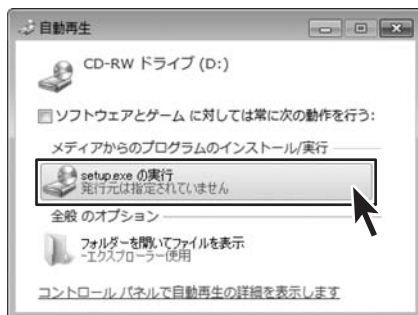 自動再生
CD-RW ドライブ (D:)
ソフトウェアとゲーム に対しては常に次の動作を行う:
メディアからのプログラムのインストール/実行
setup.exe の実行
発行元は指定されていません
全般 のオプション
フォルダーを開いてファイルを表示
-エクスプローラー使用
コントロール パネルで自動再生の詳細を表示します